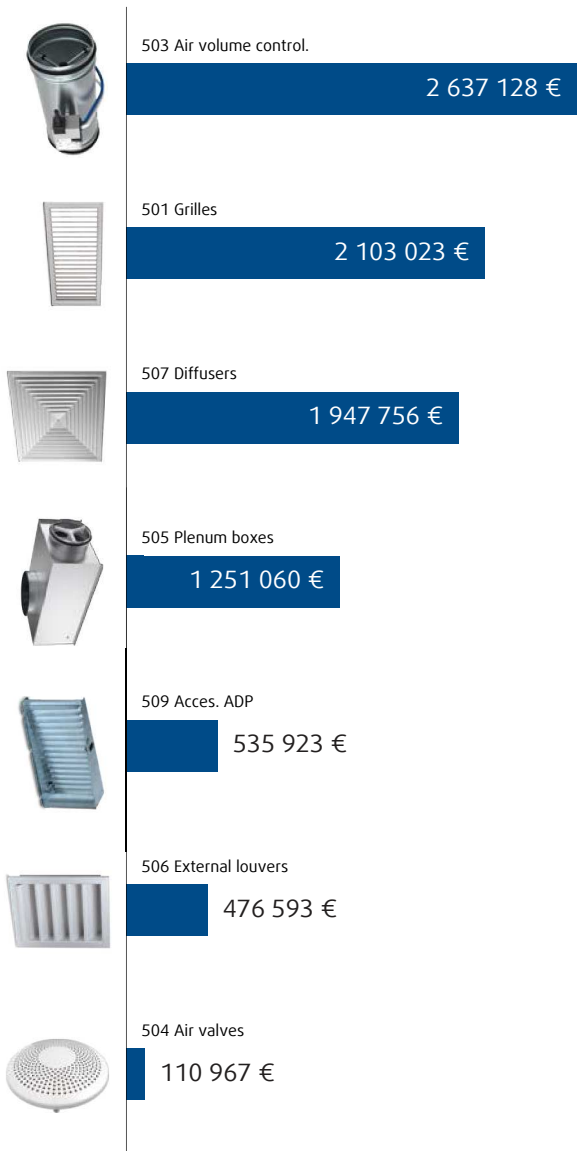 503 Air volume control.
2 637 128 €
501 Grilles
2 103 023 €
507 Diffusers
1 947 756 €
505 Plenum boxes
1 251 060 €
509 Acces. ADP
535 923 €
506 External louvers
476 593 €
504 Air valves
110 967 €